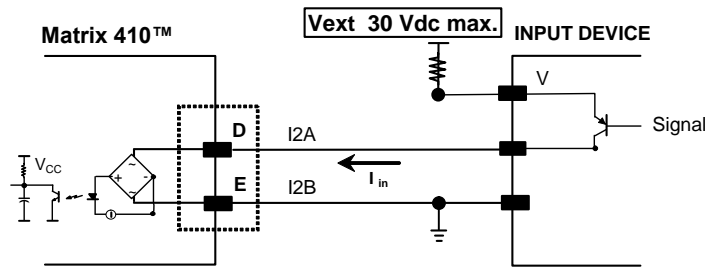 Vext 30 Vdc max.
Matrix 410™
INPUT DEVICE
V
D
I2A
Signal
VCC
I in
E
I2B
+
-
~
~